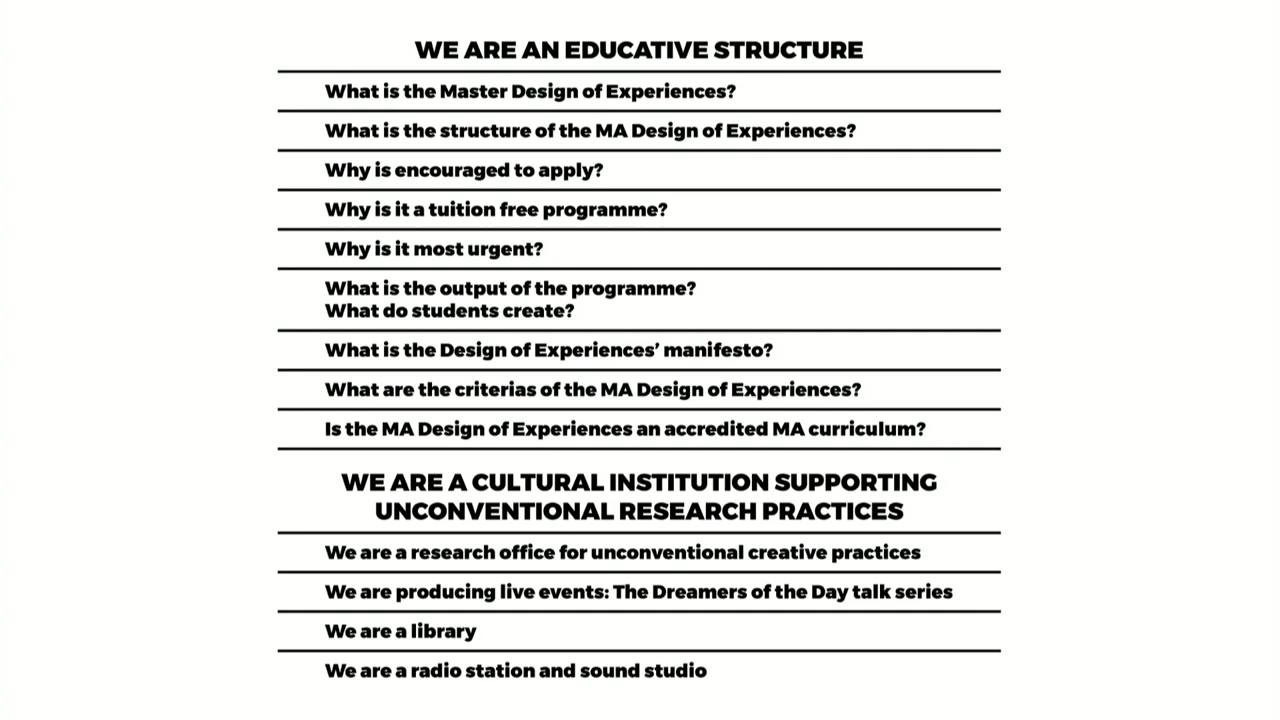 WE ARE AN EDUCATIVE STRUCTURE
What is the Master Design of Experiences?
What is the structure of the MA Design of Experiences?
Why is encouraged to apply?
Why is it a tuition free programme?
Why is it most urgent?
What is the output of the programme?
What do students create?
What is the Design of Experiences’ manifesto?
What are the criterias of the MA Design of Experiences?
Is the MA Design of Experiences an accredited MA curriculum?
WE ARE A CULTURAL INSTITUTION SUPPORTING
UNCONVENTIONAL RESEARCH PRACTICES
We are a research office for unconventional creative practices
We are producing live events: The Dreamers of the Day talk series
We are a library
We are a radio station and sound studio